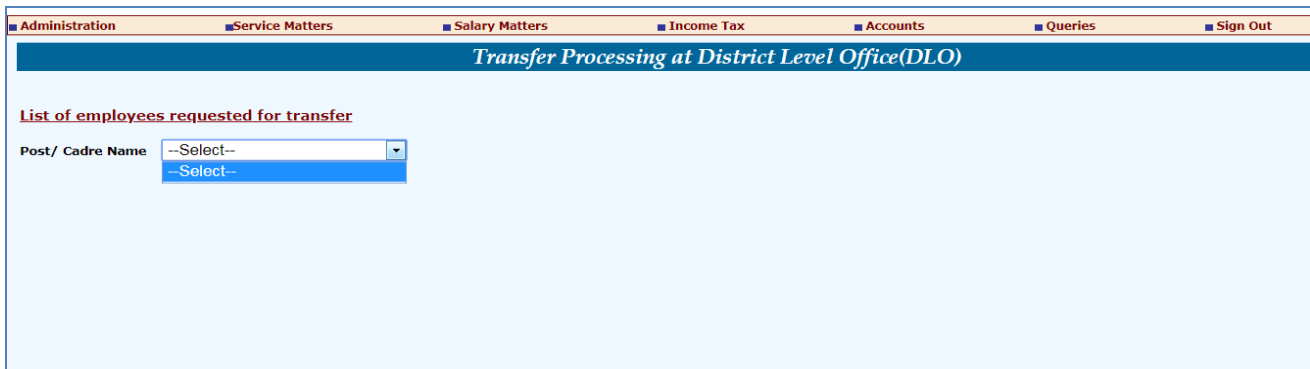 Administration Service Matters Salary Matters Income Tax Accounts Queries Sign Out
Transfer Processing at District Level Office(DLO)
List of employees requested for transfer
Post/ Cadre Name --Select--
--Select--